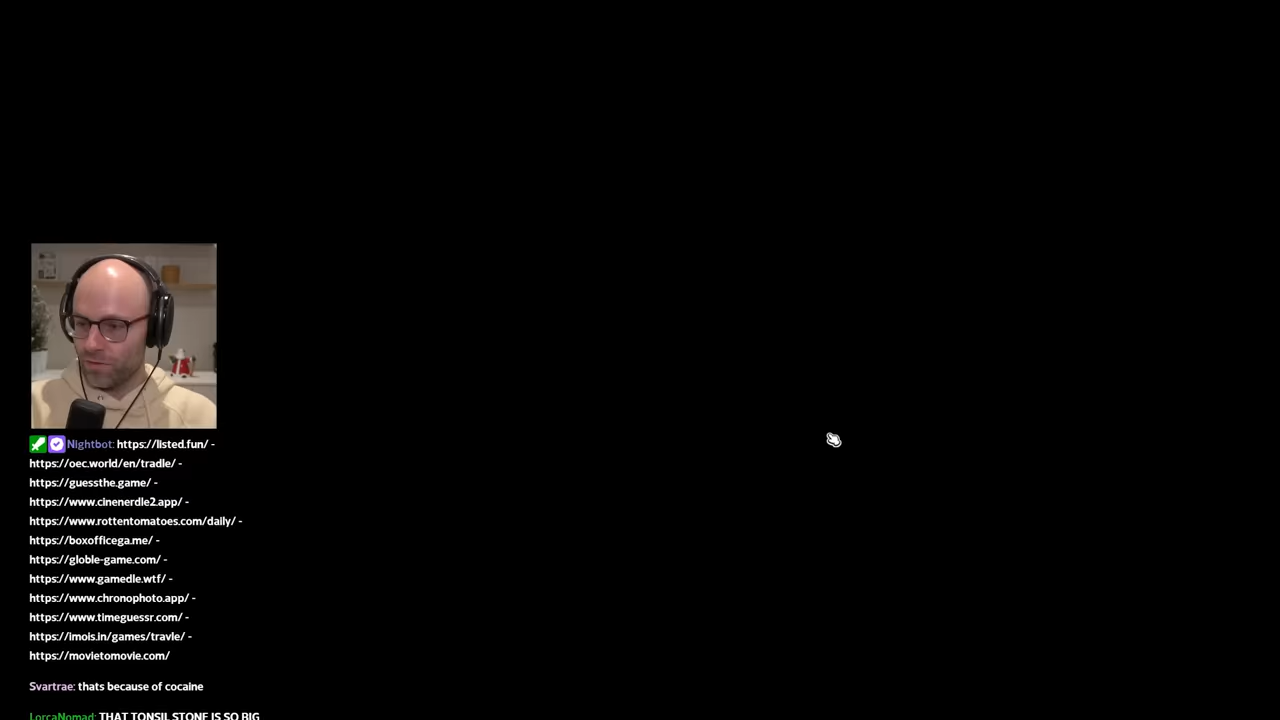 Nightbot: https://listed.fun/ -
https://oec.world/en/tradle/ -
https://guessthe.game/ -
https://www.cinenerdle2.app/ -
https://www.rottentomatoes.com/daily/ -
https://boxofficega.me/ -
https://globle-game.com/ -
https://www.gamedle.wtf/ -
https://www.chronophoto.app/ -
https://www.timeguessr.com/ -
https://imois.in/games/travle/ -
https://movietomovie.com/
Svartrae: thats because of cocaine
LorcaNomad: THAT TONSIL STONE IS SO BIG